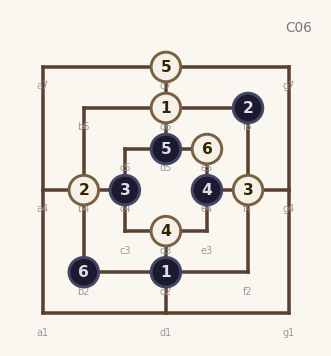 C06
5
a7 d7 g7
1 2
b6 d6 f6
5 6
c5 d5 e5
2 3 4 3
a4 b4 c4 e4 f4 g4
4
c3 d3 e3
6 1
b2 d2 f2
a1 d1 g1